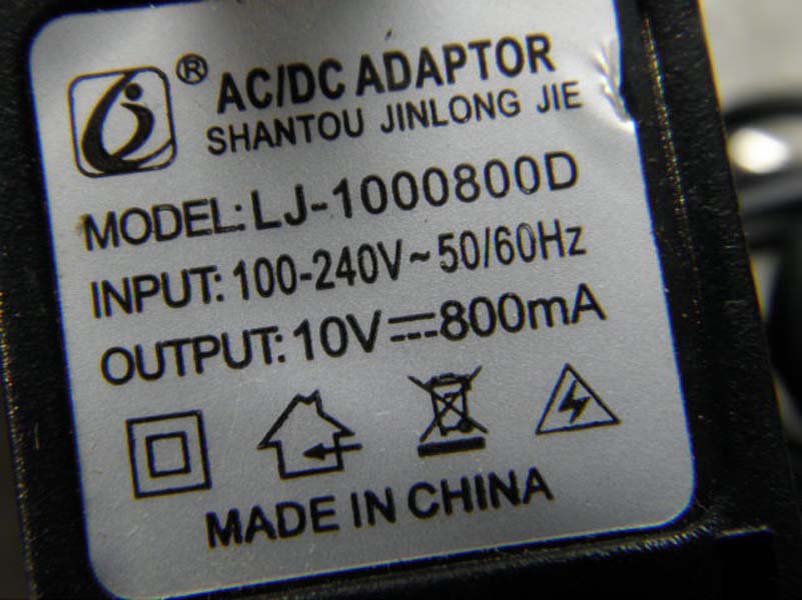 ® AC/DC ADAPTOR
SHANTOU JINLONG JIE
MODEL: LJ-1000800D
INPUT: 100-240V~50/60Hz
OUTPUT: 10V⎓800mA
MADE IN CHINA